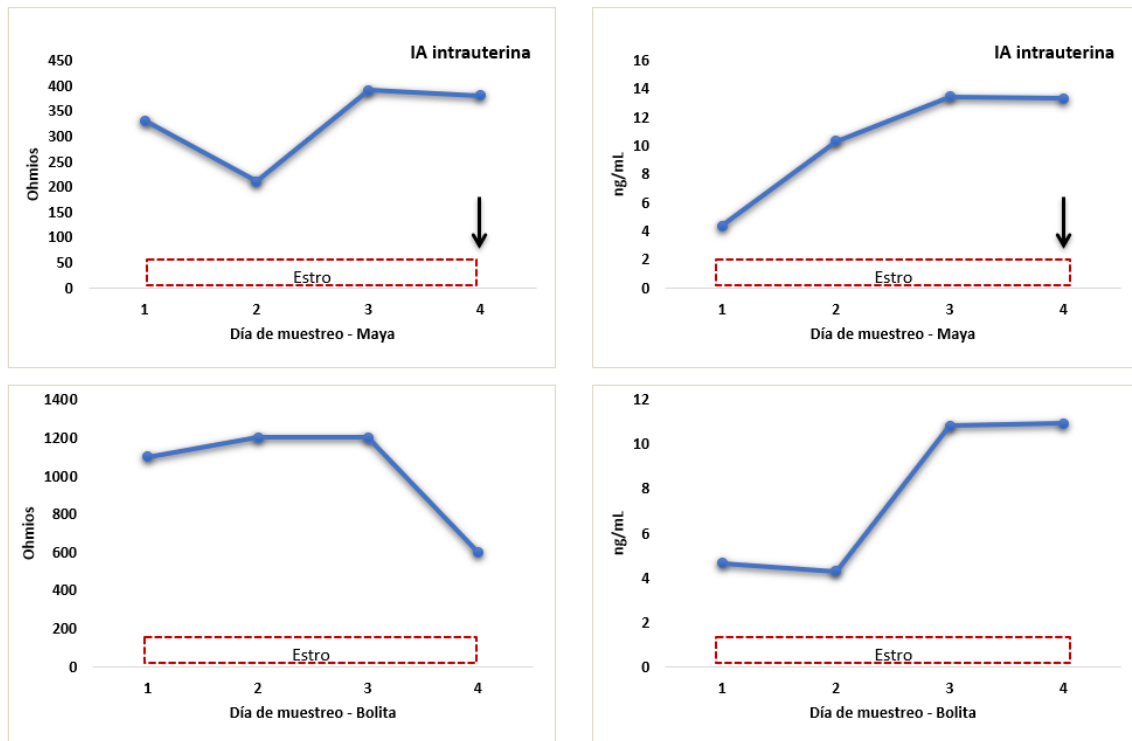 IA intrauterina
450
400
350
300
250
200
150
100
50
0
Ohmios
Estro
1 2 3 4
Día de muestreo - Maya
IA intrauterina
16
14
12
10
8
6
4
2
0
ng/mL
Estro
1 2 3 4
Día de muestreo - Maya
1400
1200
1000
800
600
400
200
0
Ohmios
Estro
1 2 3 4
Día de muestreo - Bolita
12
10
8
6
4
2
0
ng/mL
Estro
1 2 3 4
Día de muestreo - Bolita